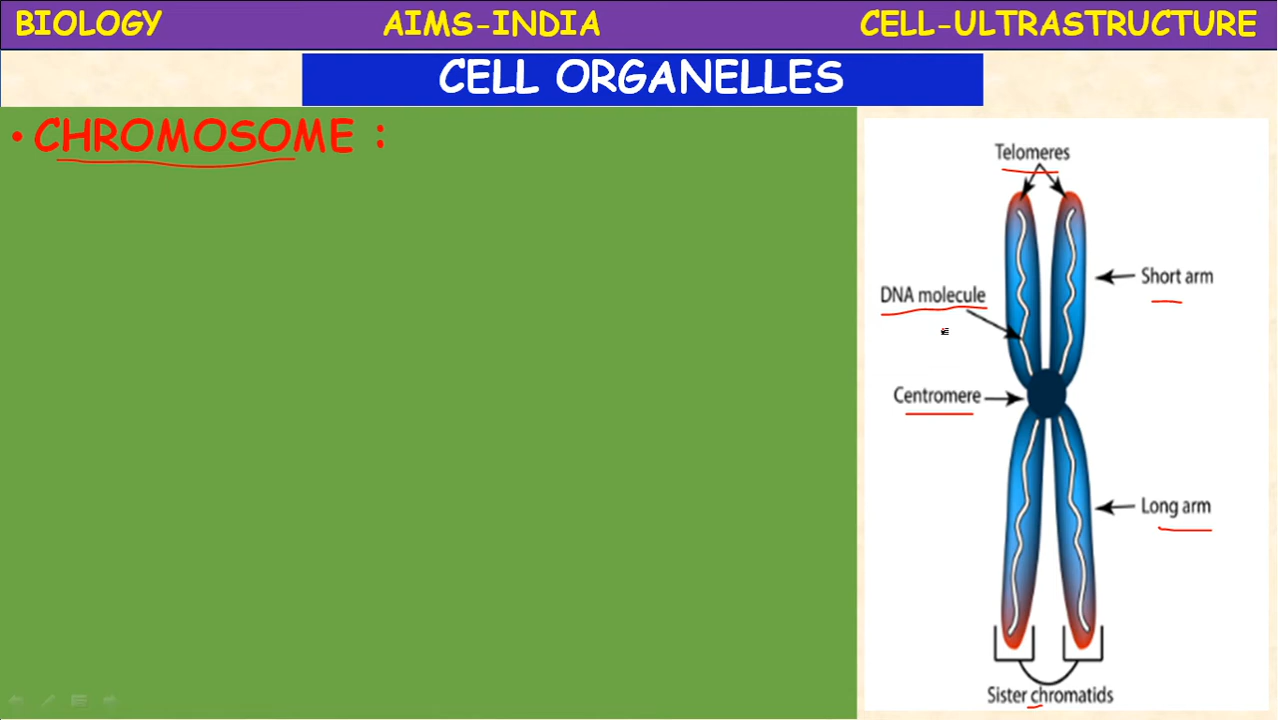 BIOLOGY AIMS-INDIA CELL-ULTRASTRUCTURE
CELL ORGANELLES
• CHROMOSOME :
Telomeres
Short arm
DNA molecule
Centromere
Long arm
Sister chromatids